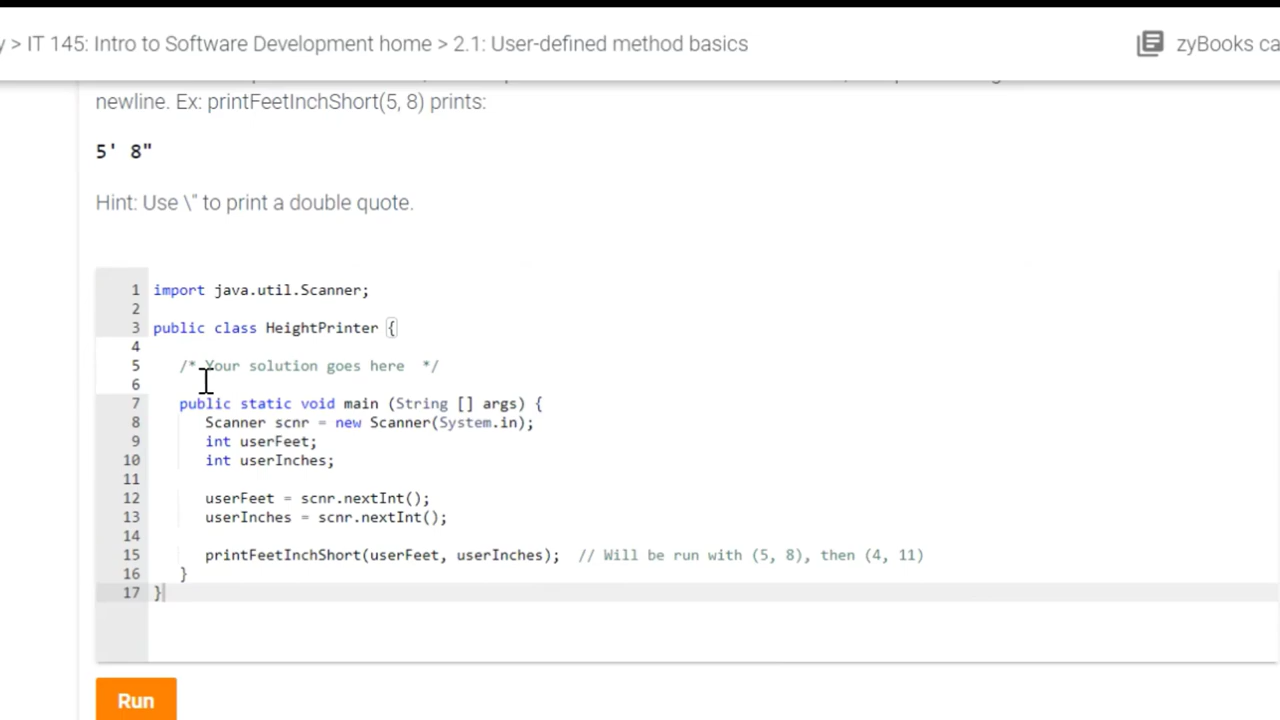 > IT 145: Intro to Software Development home > 2.1: User-defined method basics
zyBooks ca
newline. Ex: printFeetInchShort(5, 8) prints:
5' 8"
Hint: Use \" to print a double quote.
1 import java.util.Scanner;
2
3 public class HeightPrinter {
4
5 /* Your solution goes here */
6
7 public static void main (String [] args) {
8 Scanner scnr = new Scanner(System.in);
9 int userFeet;
10 int userInches;
11
12 userFeet = scnr.nextInt();
13 userInches = scnr.nextInt();
14
15 printFeetInchShort(userFeet, userInches); // Will be run with (5, 8), then (4, 11)
16 }
17 }
Run